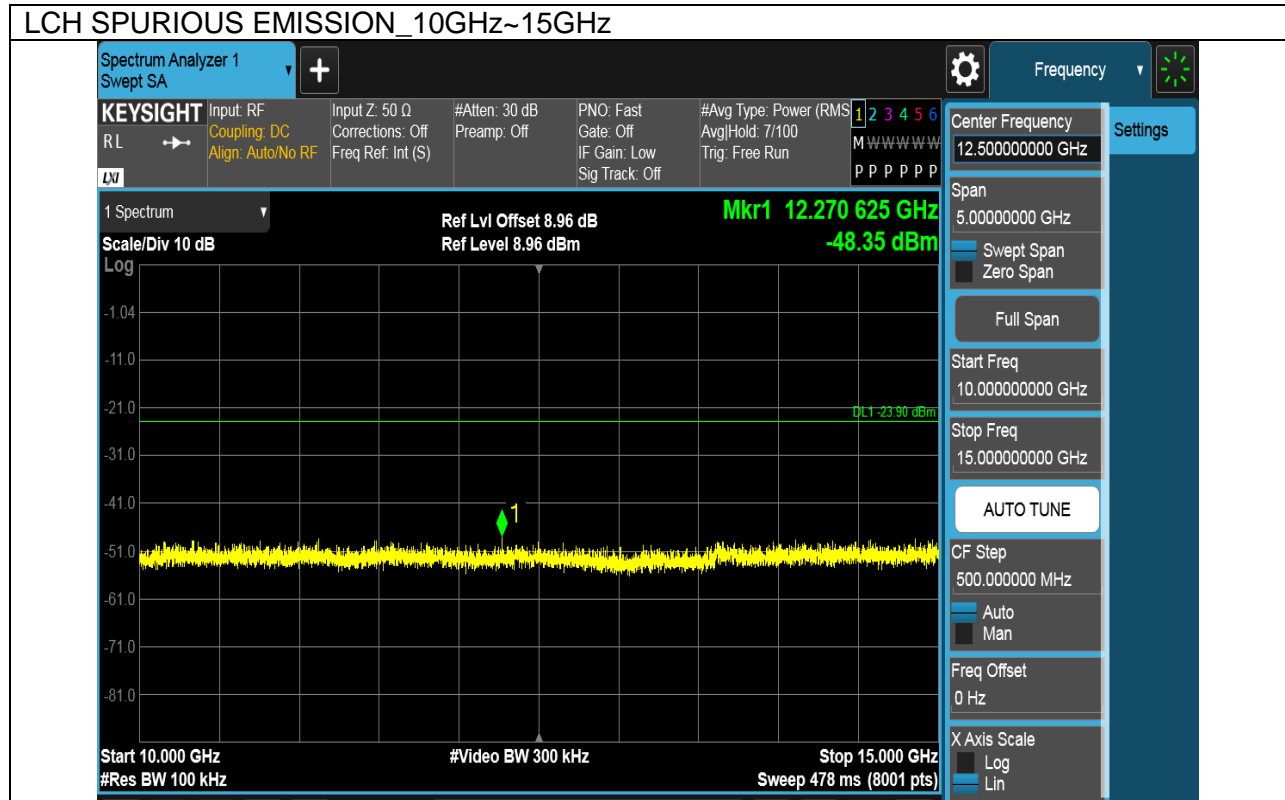 LCH SPURIOUS EMISSION_10GHz~15GHz
Spectrum Analyzer 1
Swept SA
+
Frequency
KEYSIGHT
RL
LXI
Input: RF
Coupling: DC
Align: Auto/No RF
Input Z: 50 Ω
Corrections: Off
Freq Ref: Int (S)
#Atten: 30 dB
Preamp: Off
PNO: Fast
Gate: Off
IF Gain: Low
Sig Track: Off
#Avg Type: Power (RMS
Avg|Hold: 7/100
Trig: Free Run
1 2 3 4 5 6
M W W W W W
P P P P P P
1 Spectrum
Scale/Div 10 dB
Log
Ref Lvl Offset 8.96 dB
Ref Level 8.96 dBm
Mkr1 12.270 625 GHz
-48.35 dBm
-1.04
-11.0
-21.0
DL1 -23.90 dBm
-31.0
-41.0
1
-51.0
-61.0
-71.0
-81.0
Start 10.000 GHz
#Res BW 100 kHz
#Video BW 300 kHz
Stop 15.000 GHz
Sweep 478 ms (8001 pts)
Center Frequency
12.500000000 GHz
Span
5.00000000 GHz
Swept Span
Zero Span
Full Span
Start Freq
10.000000000 GHz
Stop Freq
15.000000000 GHz
AUTO TUNE
CF Step
500.000000 MHz
Auto
Man
Freq Offset
0 Hz
X Axis Scale
Log
Lin
Settings